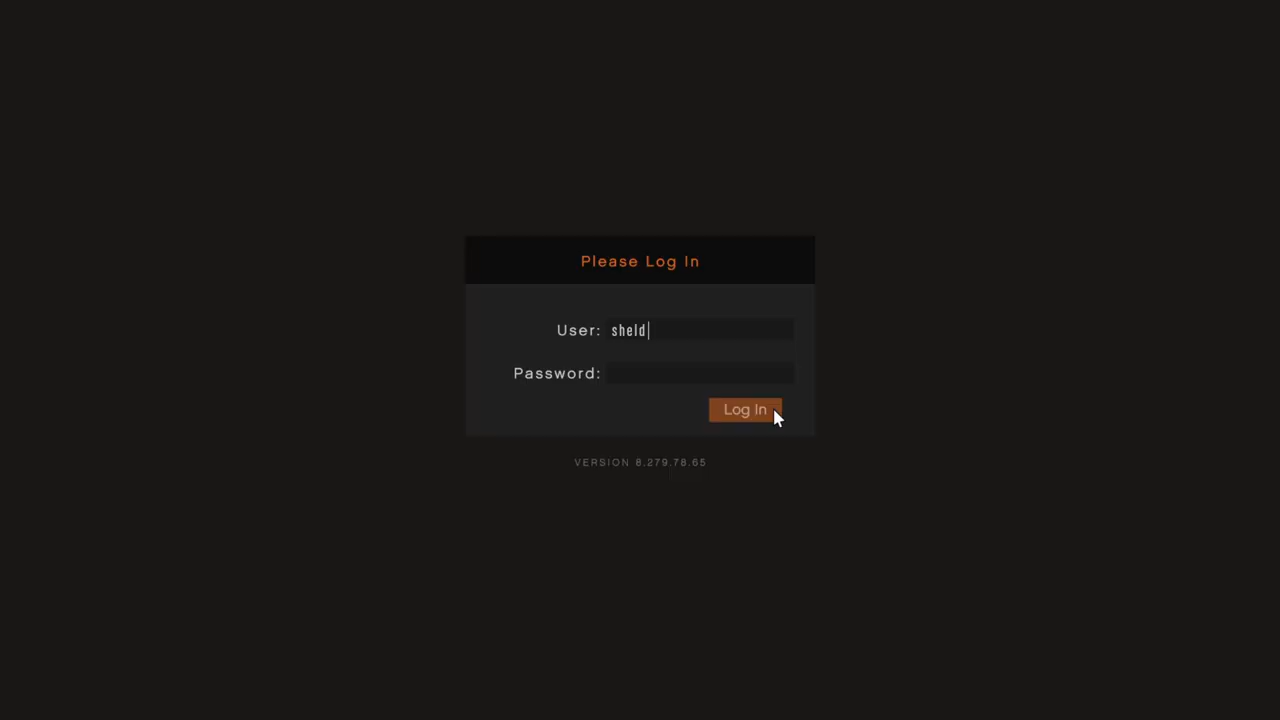 Please Log In
User: sheld
Password:
Log In
VERSION 8.279.78.65